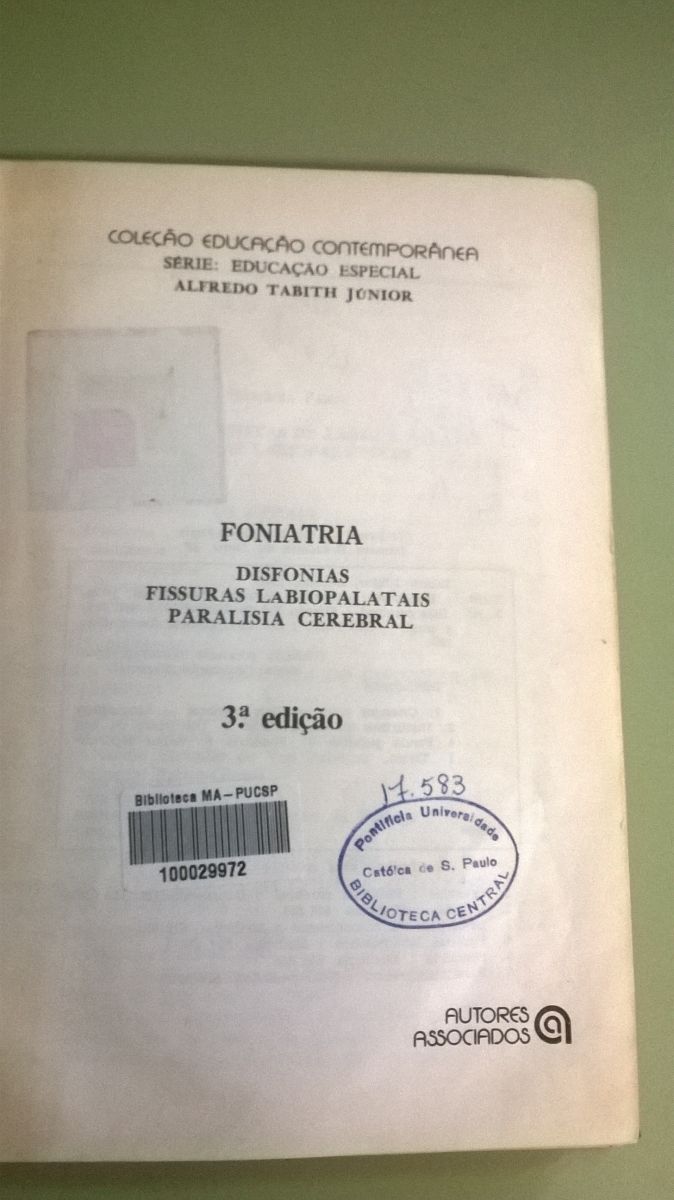 COLEÇÃO EDUCAÇÃO CONTEMPORÂNEA
SÉRIE: EDUCAÇÃO ESPECIAL
ALFREDO TABITH JÚNIOR
FONIATRIA
DISFONIAS
FISSURAS LABIOPALATAIS
PARALISIA CEREBRAL
3.ª edição
Biblioteca MA-PUCSP
100029972
17.583
Pontifícia Universidade
Católica de S. Paulo
BIBLIOTECA CENTRAL
AUTORES
ASSOCIADOS